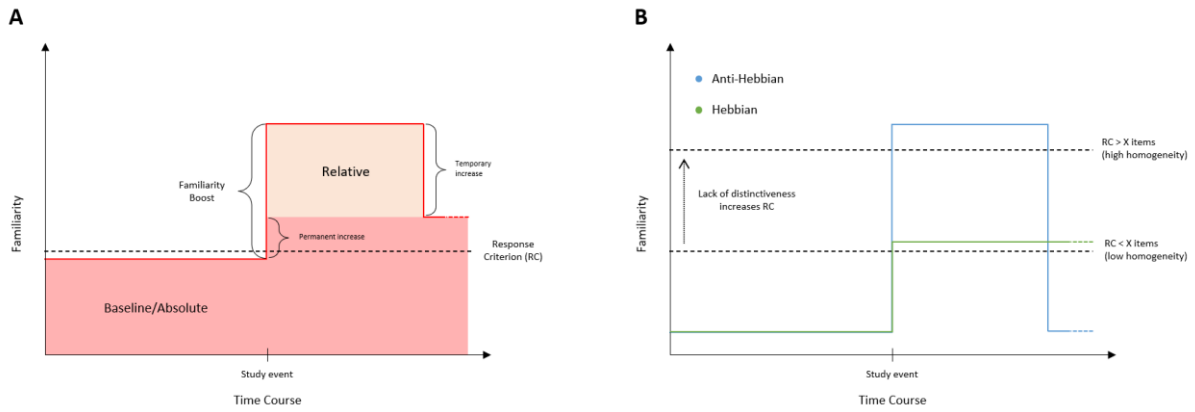 A
Familiarity
Familiarity
Boost
Relative
Temporary
increase
Permanent increase
Response
Criterion (RC)
Baseline/Absolute
Study event
Time Course
B
Familiarity
Anti-Hebbian
Hebbian
RC > X items
(high homogeneity)
Lack of distinctiveness
increases RC
RC < X items
(low homogeneity)
Study event
Time Course